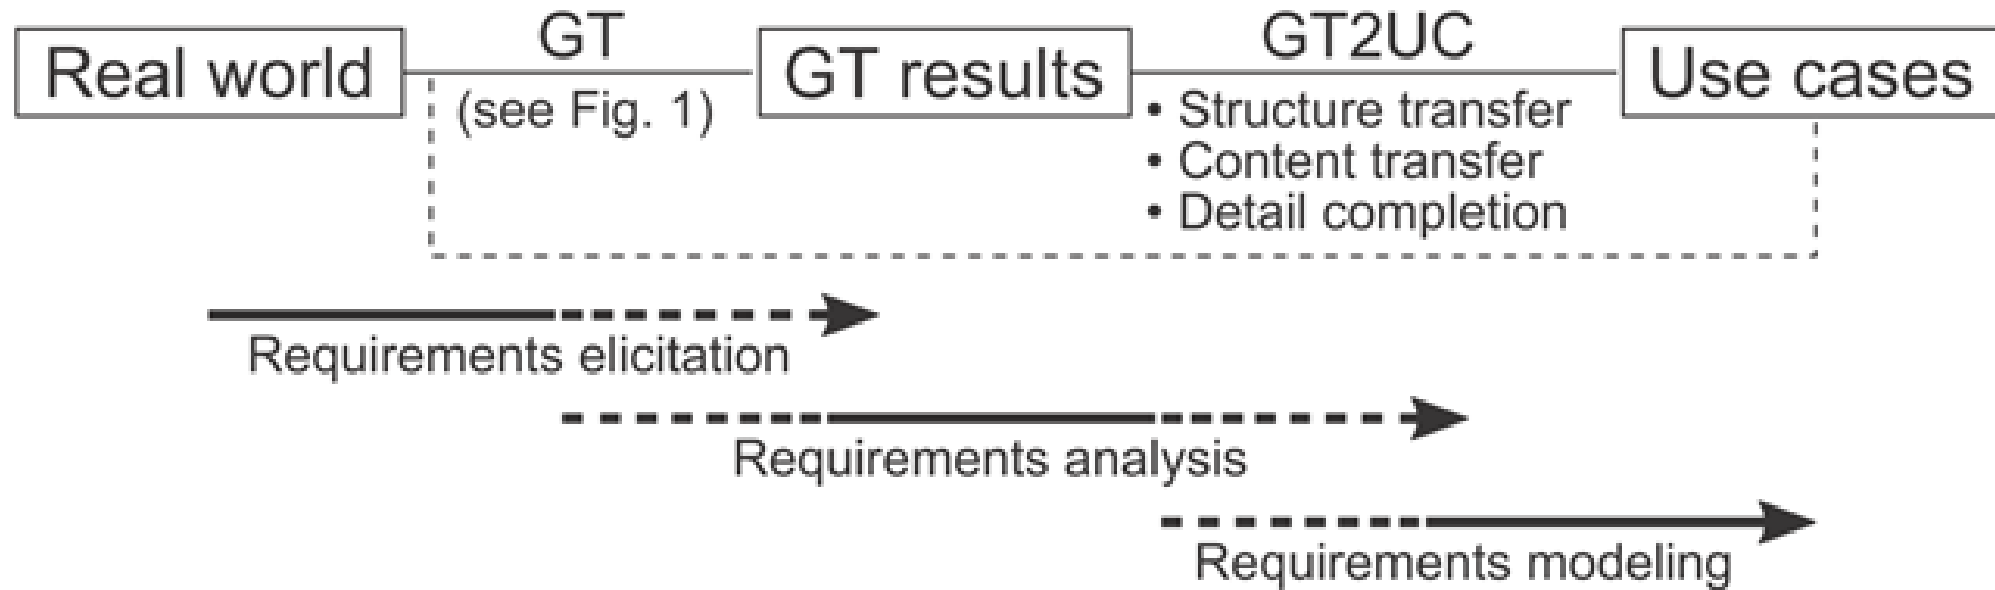 Real world
GT
(see Fig. 1)
GT results
GT2UC
• Structure transfer
• Content transfer
• Detail completion
Use cases
Requirements elicitation
Requirements analysis
Requirements modeling